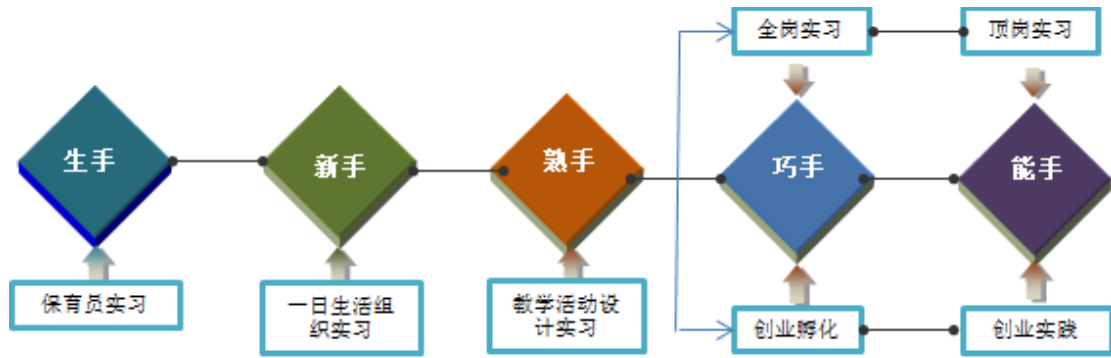 全岗实习
顶岗实习
生手
新手
熟手
巧手
能手
保育员实习
一日生活组
织实习
教学活动设
计实习
创业孵化
创业实践